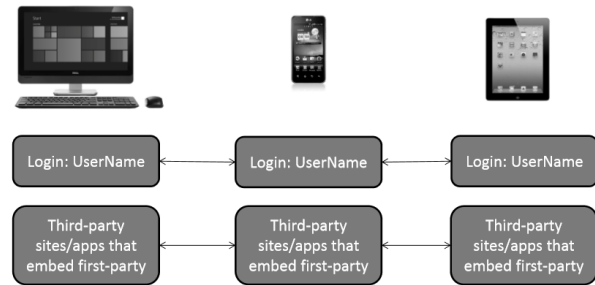 Start
Login: UserName
Login: UserName
Login: UserName
Third-party
sites/apps that
embed first-party
Third-party
sites/apps that
embed first-party
Third-party
sites/apps that
embed first-party